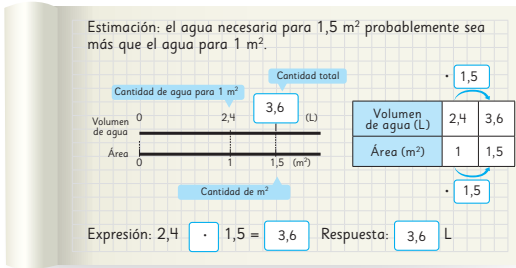 Estimación: el agua necesaria para 1,5 m² probablemente sea
más que el agua para 1 m².
Cantidad total
Cantidad de agua para 1 m²
Volumen de agua
0
2,4
3,6
(L)
Área
0
1
1,5
(m²)
Cantidad de m²
· 1,5
Volumen de agua (L)
2,4
3,6
Área (m²)
1
1,5
· 1,5
Expresión: 2,4 · 1,5 = 3,6 Respuesta: 3,6 L